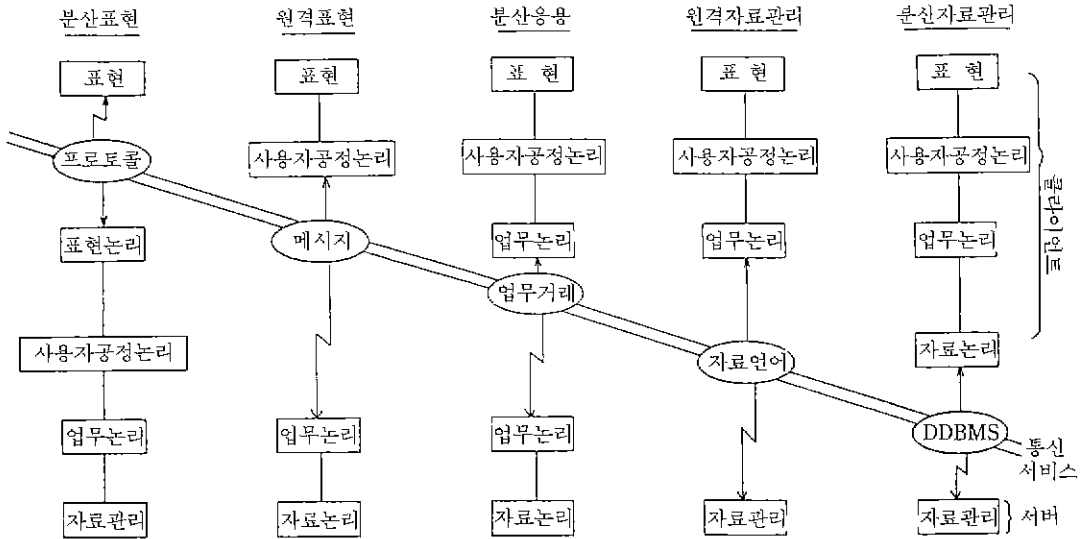 분산표현 원격표현 분산응용 원격자료관리 분산자료관리
표현 표현 표 현 표 현 표 현
프로토콜 사용자공정논리 사용자공정논리 사용자공정논리 사용자공정논리
클라이언트
표현논리 메시지 업무논리 업무논리 업무논리
업무거래
사용자공정논리 자료언어 자료논리
업무논리 업무논리 업무논리 DDBMS 통신
서비스
자료관리 자료논리 자료논리 자료관리 자료관리 서버